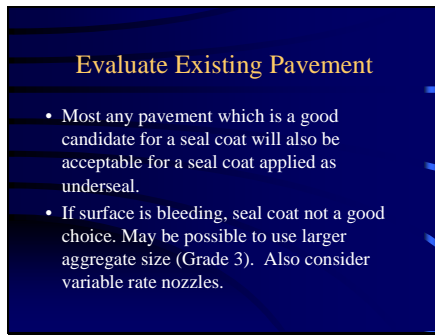 Evaluate Existing Pavement
• Most any pavement which is a good
candidate for a seal coat will also be
acceptable for a seal coat applied as
underseal.
• If surface is bleeding, seal coat not a good
choice. May be possible to use larger
aggregate size (Grade 3).  Also consider
variable rate nozzles.